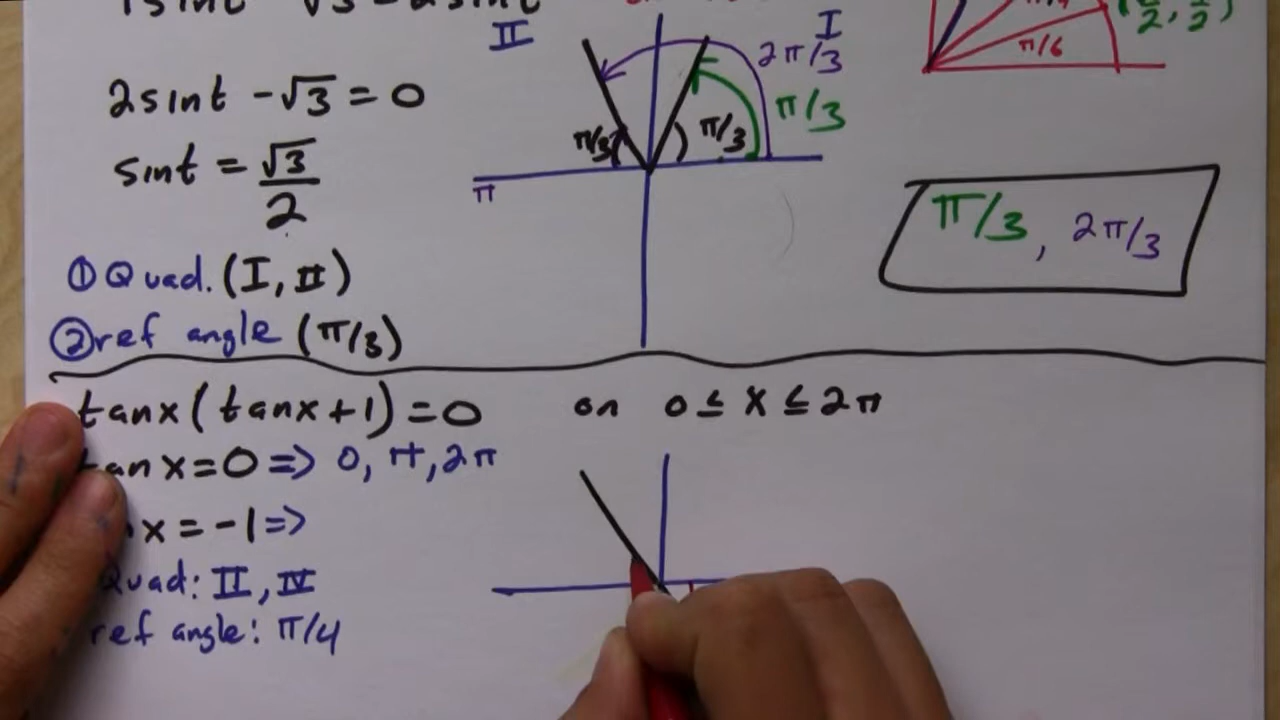 II
I
2π/3
π/3
π/3
π/3
π
π/6
2sint - √3 = 0
sint = √3/2
① Quad. (I, II)
② ref angle (π/3)
π/3, 2π/3
tanx(tanx+1)=0 on 0 ≤ x ≤ 2π
tan x = 0 => 0, π, 2π
x = -1 =>
Quad: II, IV
ref angle: π/4